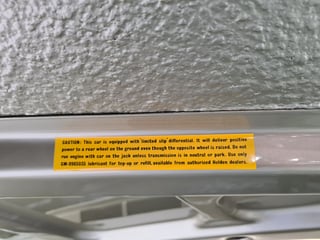 CAUTION: This car is equipped with limited slip differential. It will deliver positive
power to a rear wheel on the ground even though the opposite wheel is raised. Do not
run engine with car on the jack unless transmission is in neutral or park. Use only
lubricant for top-up or refill, available from authorised Holden dealers.